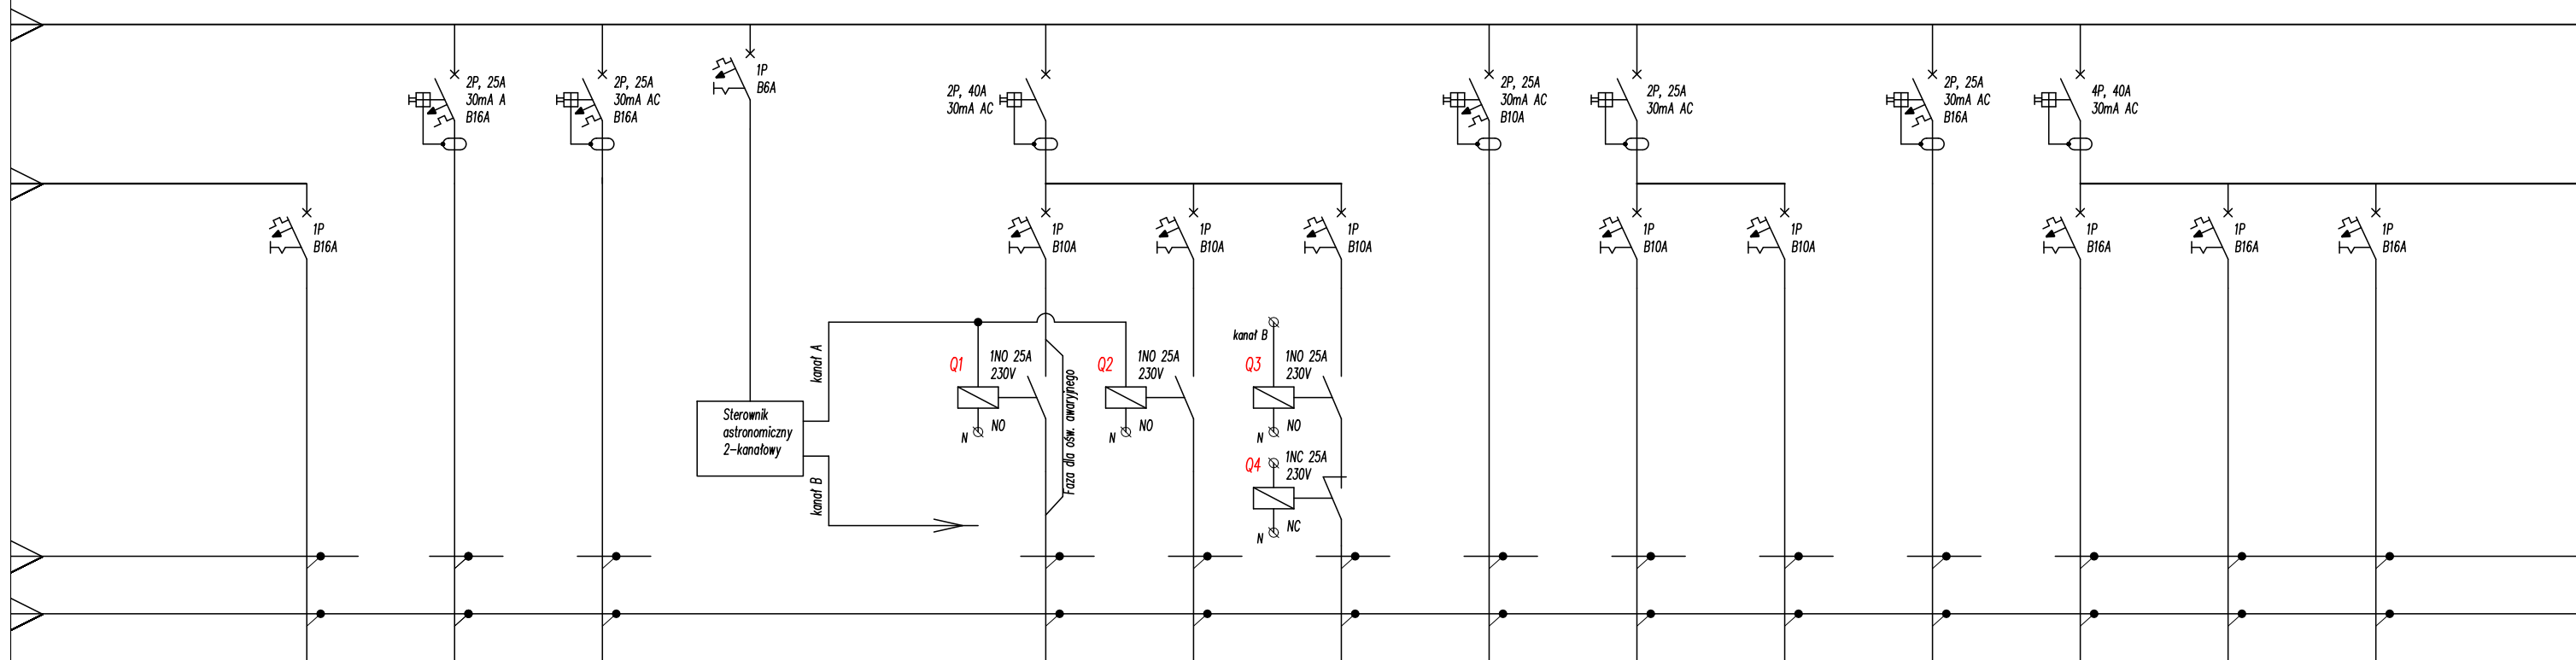 2P, 25A
30mA A
B16A
2P, 25A
30mA AC
B16A
1P
B6A
2P, 40A
30mA AC
2P, 25A
30mA AC
B10A
2P, 25A
30mA AC
2P, 25A
30mA AC
B16A
4P, 40A
30mA AC
1P
B16A
1P
B10A
1P
B10A
1P
B10A
1P
B10A
1P
B10A
1P
B16A
1P
B16A
1P
B16A
kanał A
Sterownik
astronomiczny
2-kanałowy
kanał B
Q1
1NO 25A
230V
N
NO
Faza dla ośw. awaryjnego
Q2
1NO 25A
230V
N
NO
kanał B
Q3
1NO 25A
230V
N
NO
Q4
1NC 25A
230V
N
NC